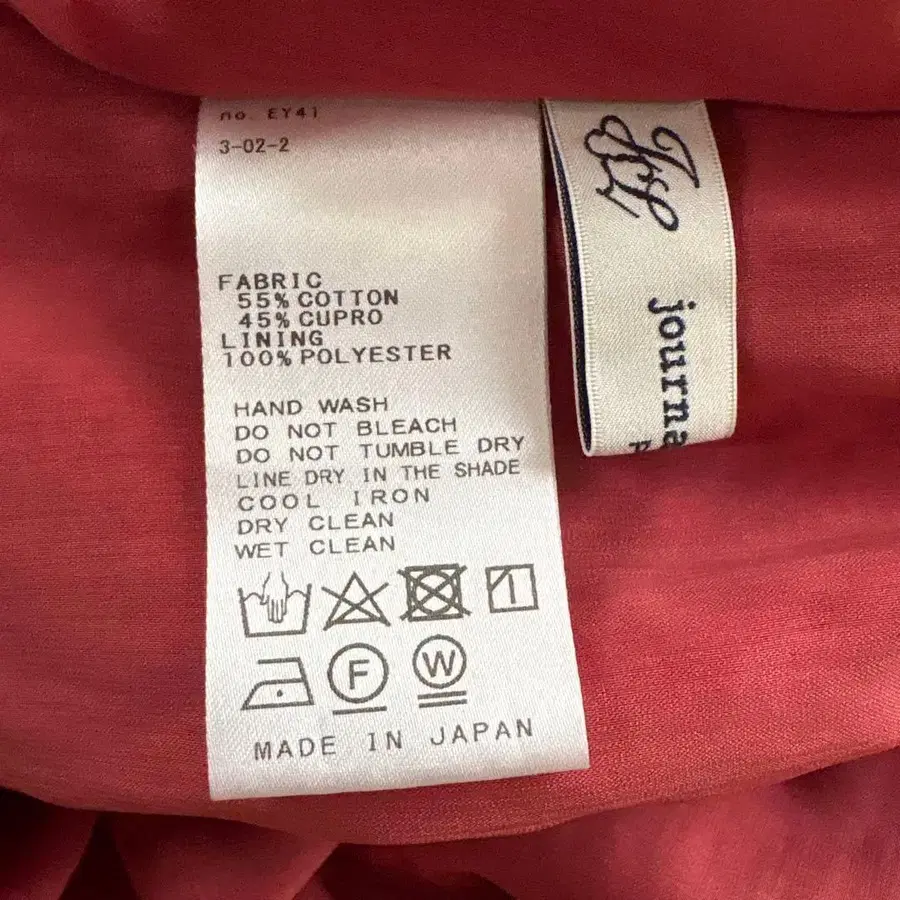 no. EY41
3-02-2
FABRIC
55% COTTON
45% CUPRO
LINING
100% POLYESTER
HAND WASH
DO NOT BLEACH
DO NOT TUMBLE DRY
LINE DRY IN THE SHADE
COOL IRON
DRY CLEAN
WET CLEAN
F
W
MADE IN JAPAN
journa